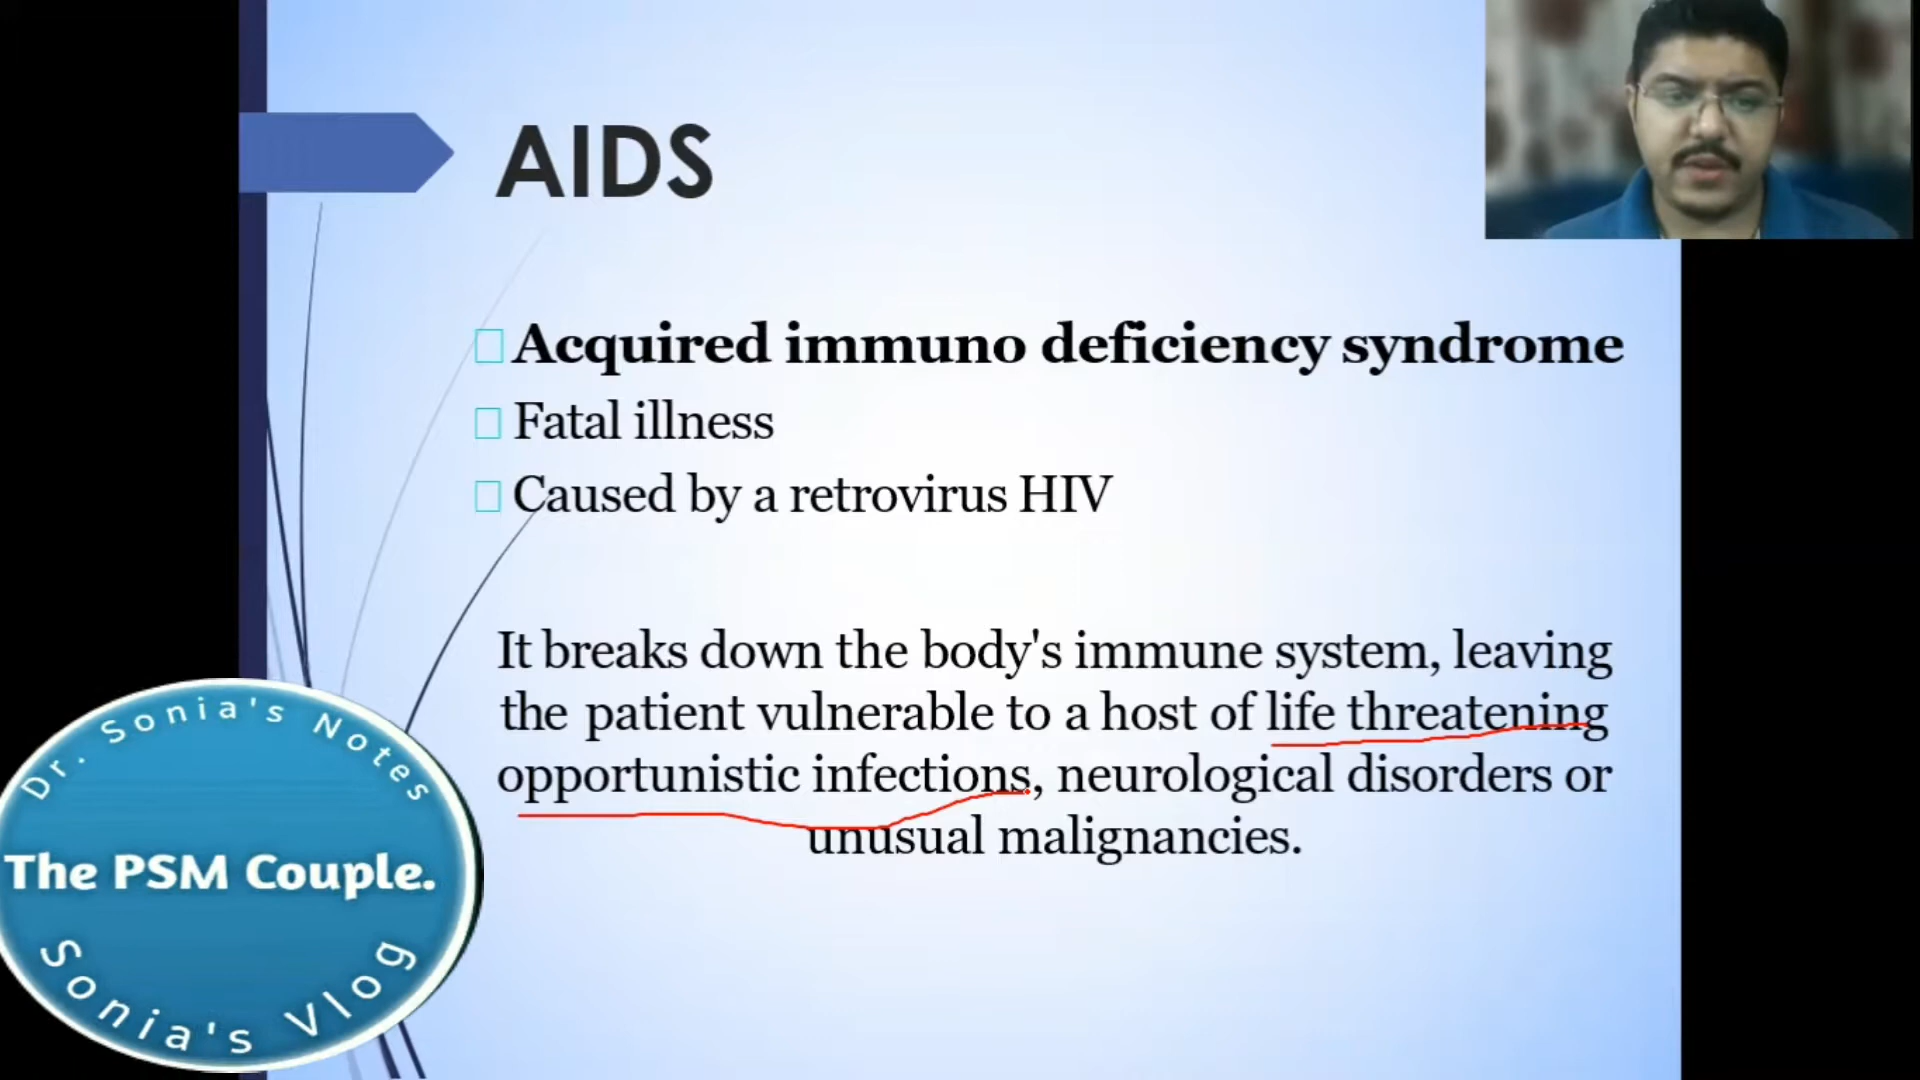 AIDS
Acquired immuno deficiency syndrome
Fatal illness
Caused by a retrovirus HIV
It breaks down the body's immune system, leaving
the patient vulnerable to a host of life threatening
opportunistic infections, neurological disorders or
unusual malignancies.
Dr. Sonia's Notes
The PSM Couple.
Sonia's Vlog